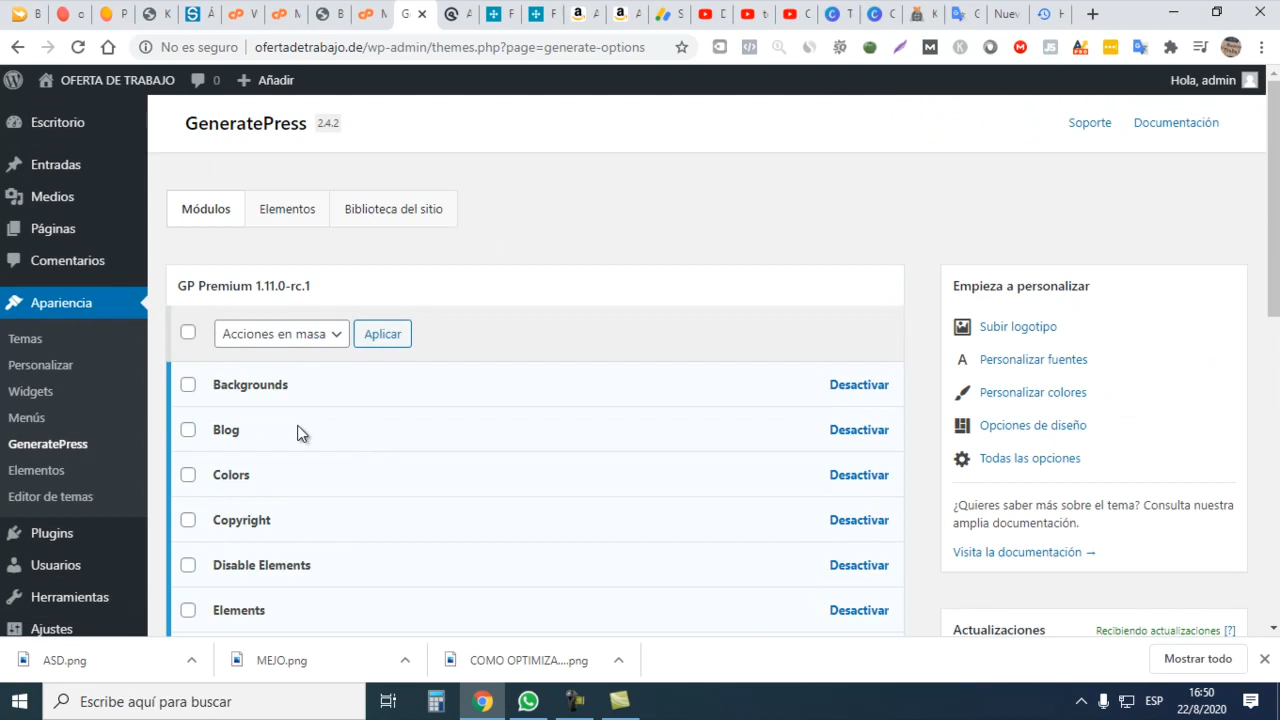 No es seguro
ofertadetrabajo.de/wp-admin/themes.php?page=generate-options
OFERTA DE TRABAJO
0
Añadir
Hola, admin
Escritorio
Entradas
Medios
Páginas
Comentarios
Apariencia
Temas
Personalizar
Widgets
Menús
GeneratePress
Elementos
Editor de temas
Plugins
Usuarios
Herramientas
Ajustes
GeneratePress 2.4.2
Soporte
Documentación
Módulos
Elementos
Biblioteca del sitio
GP Premium 1.11.0-rc.1
Acciones en masa
Aplicar
Backgrounds Desactivar
Blog Desactivar
Colors Desactivar
Copyright Desactivar
Disable Elements Desactivar
Elements Desactivar
Empieza a personalizar
Subir logotipo
A Personalizar fuentes
Personalizar colores
Opciones de diseño
Todas las opciones
¿Quieres saber más sobre el tema? Consulta nuestra
amplia documentación.
Visita la documentación →
Actualizaciones
Recibiendo actualizaciones [?]
ASD.png
MEJO.png
COMO OPTIMIZA....png
Mostrar todo
Escribe aquí para buscar
ESP
16:50
22/8/2020